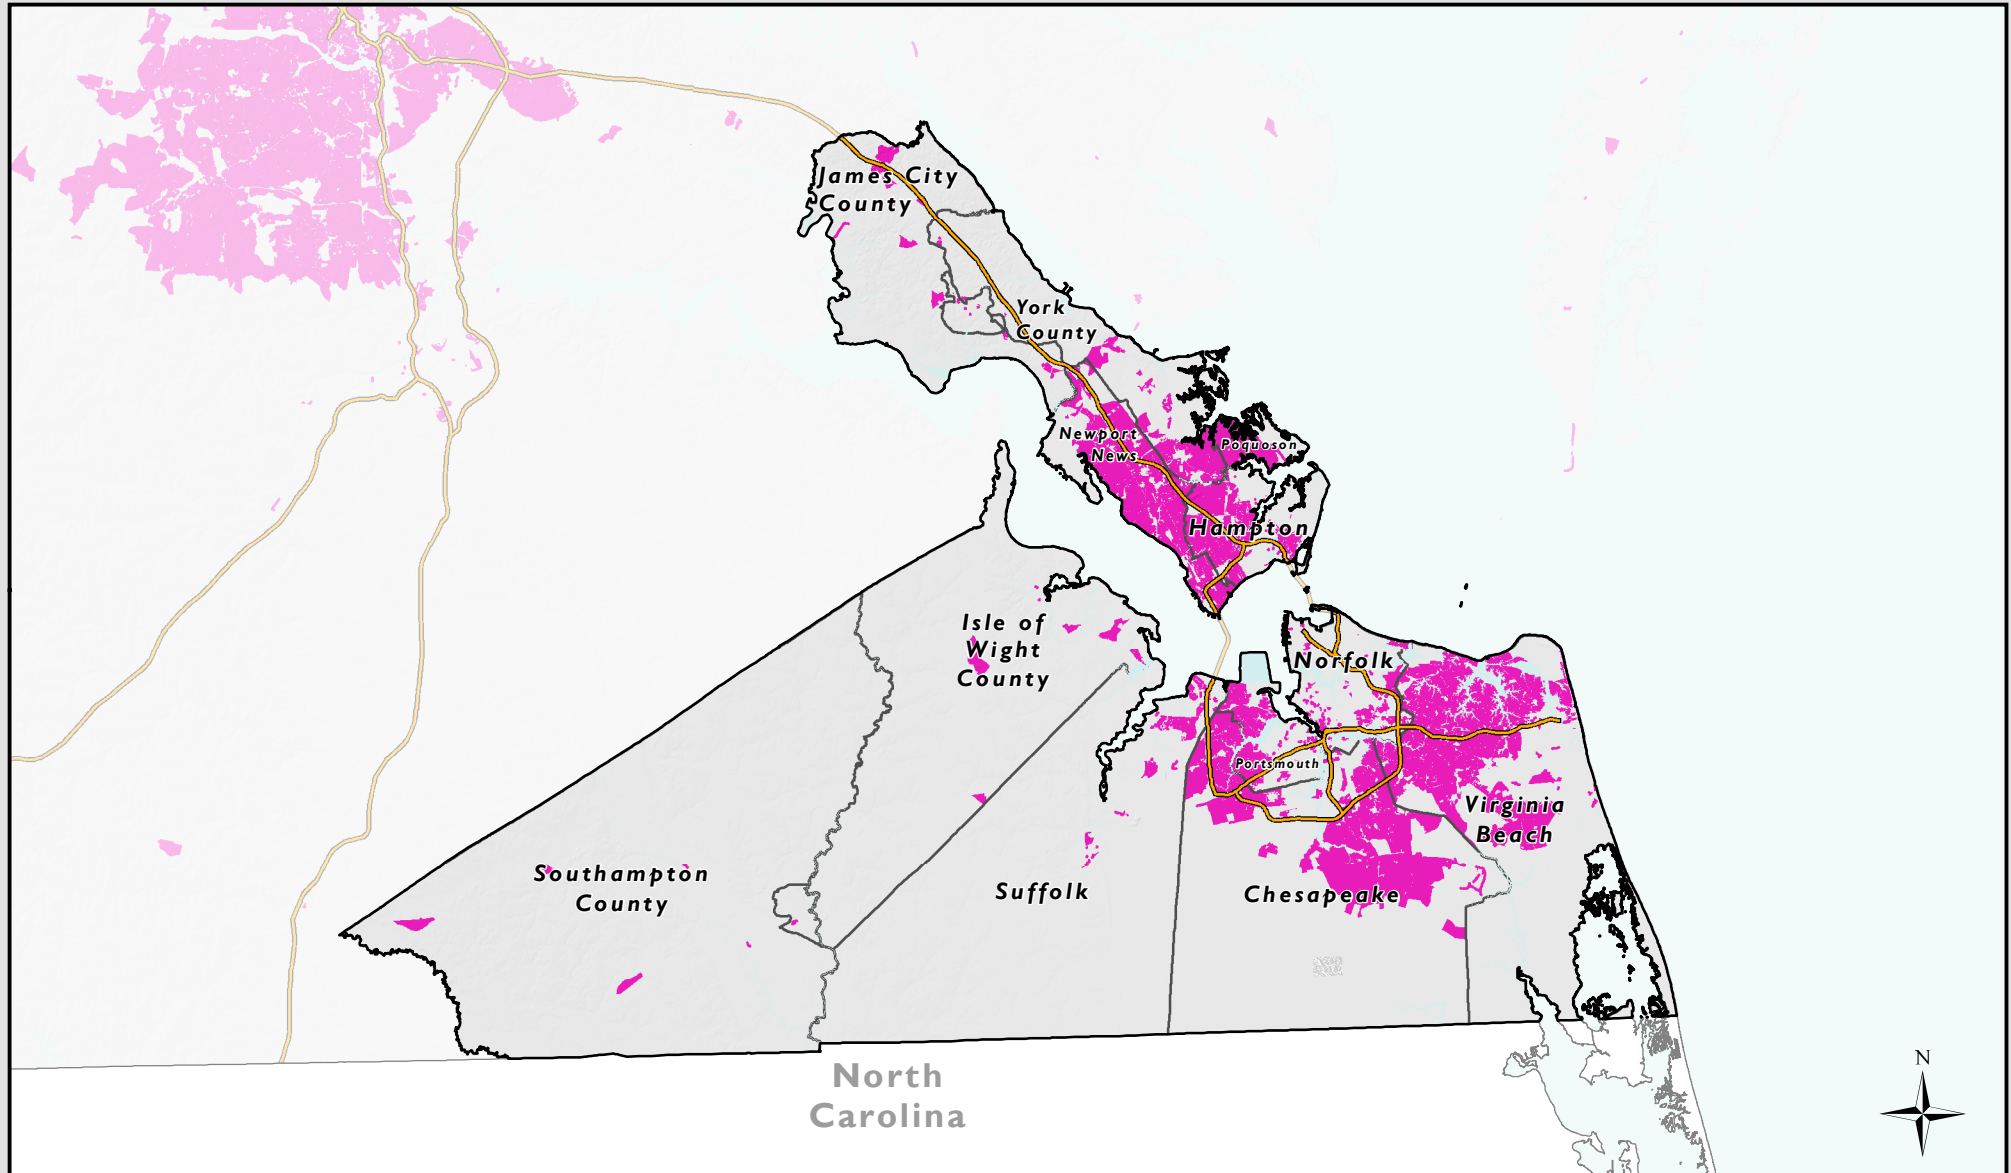 James City
County
York
County
Newport
News
Poquoson
Hampton
Isle of
Wight
County
Norfolk
Portsmouth
Virginia
Beach
Southampton
County
Suffolk
Chesapeake
North
Carolina
N